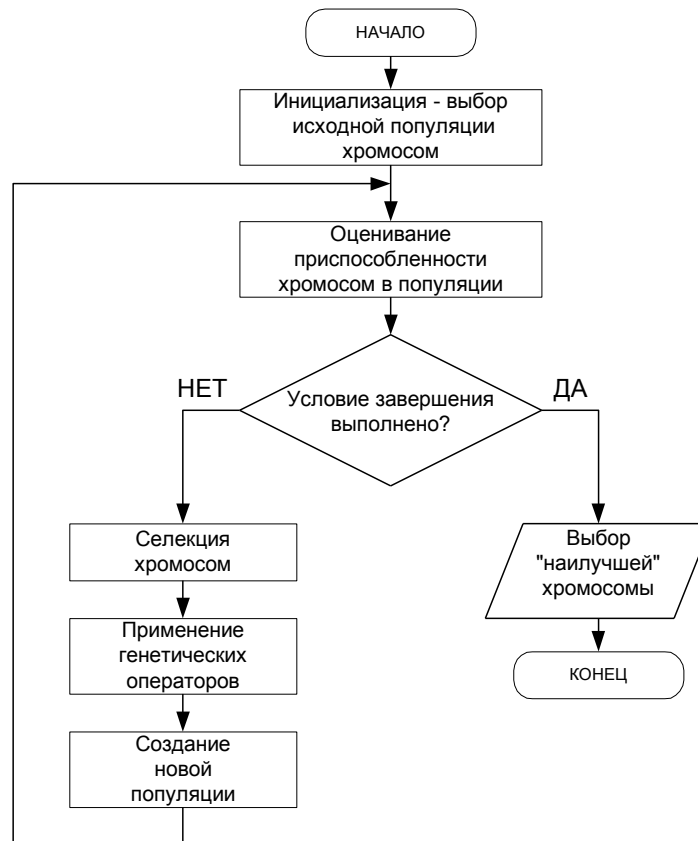 НАЧАЛО
Инициализация - выбор
исходной популяции
хромосом
Оценивание
приспособленности
хромосом в популяции
НЕТ
ДА
Условие завершения
выполнено?
Селекция
хромосом
Выбор
"наилучшей"
хромосомы
Применение
генетических
операторов
КОНЕЦ
Создание
новой
популяции